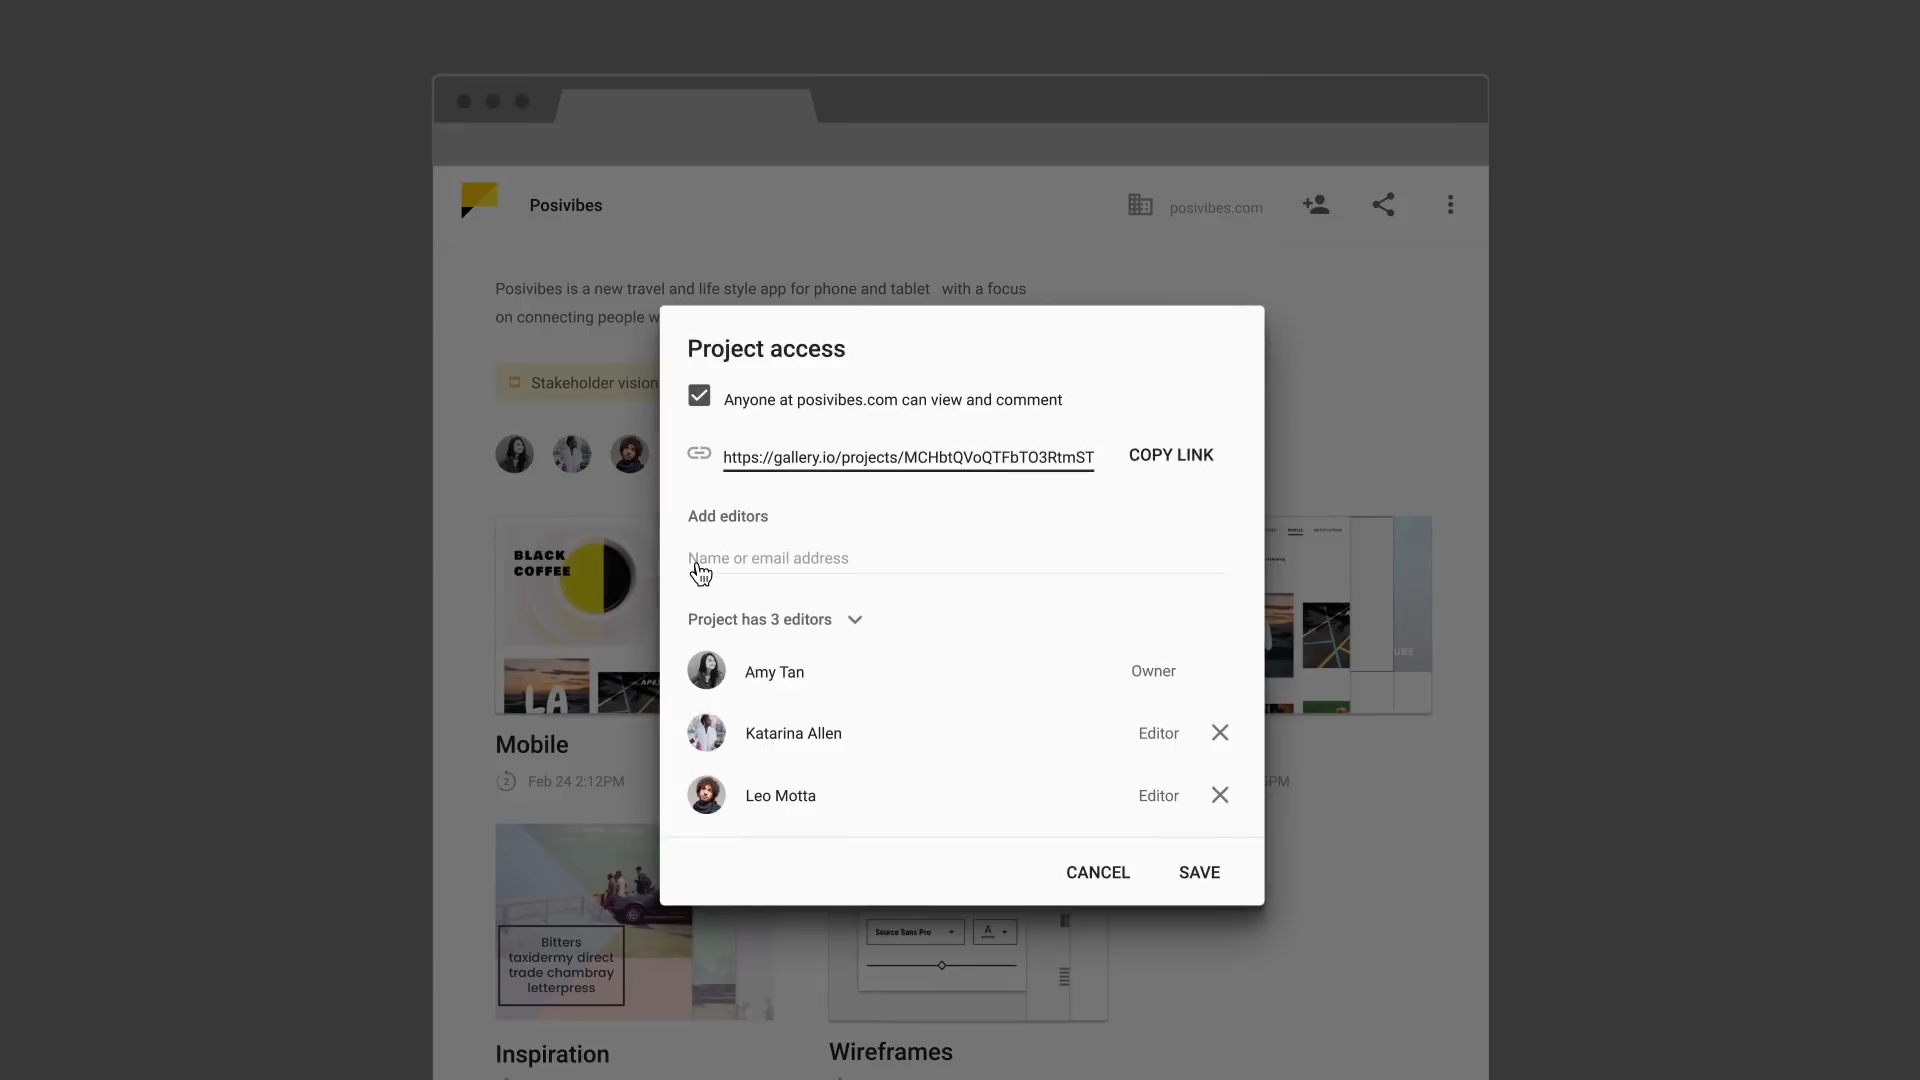 Posivibes
posivibes.com
Posivibes is a new travel and life style app for phone and tablet with a focus
on connecting people w
Project access
Anyone at posivibes.com can view and comment
Stakeholder vision
https://gallery.io/projects/MCHbtQVoQTFbTO3RtmST
COPY LINK
Add editors
Name or email address
BLACK
COFFEE
Project has 3 editors
Amy Tan
Owner
LA
Katarina Allen
Editor
Mobile
2
Feb 24 2:12PM
Leo Motta
Editor
CANCEL
SAVE
Source Sans Pro
A
Bitters
taxidermy direct
trade chambray
letterpress
Inspiration
Wireframes